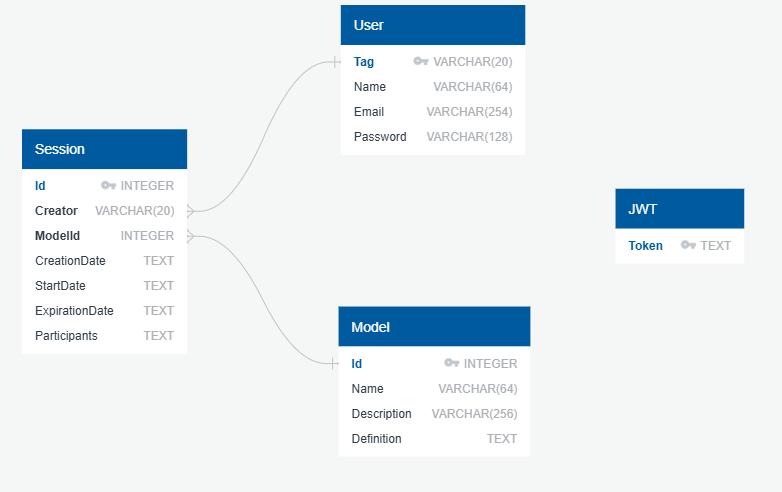 User
Tag VARCHAR(20)
Name VARCHAR(64)
Email VARCHAR(254)
Password VARCHAR(128)
Session
Id INTEGER
Creator VARCHAR(20)
ModelId INTEGER
CreationDate TEXT
StartDate TEXT
ExpirationDate TEXT
Participants TEXT
JWT
Token TEXT
Model
Id INTEGER
Name VARCHAR(64)
Description VARCHAR(256)
Definition TEXT